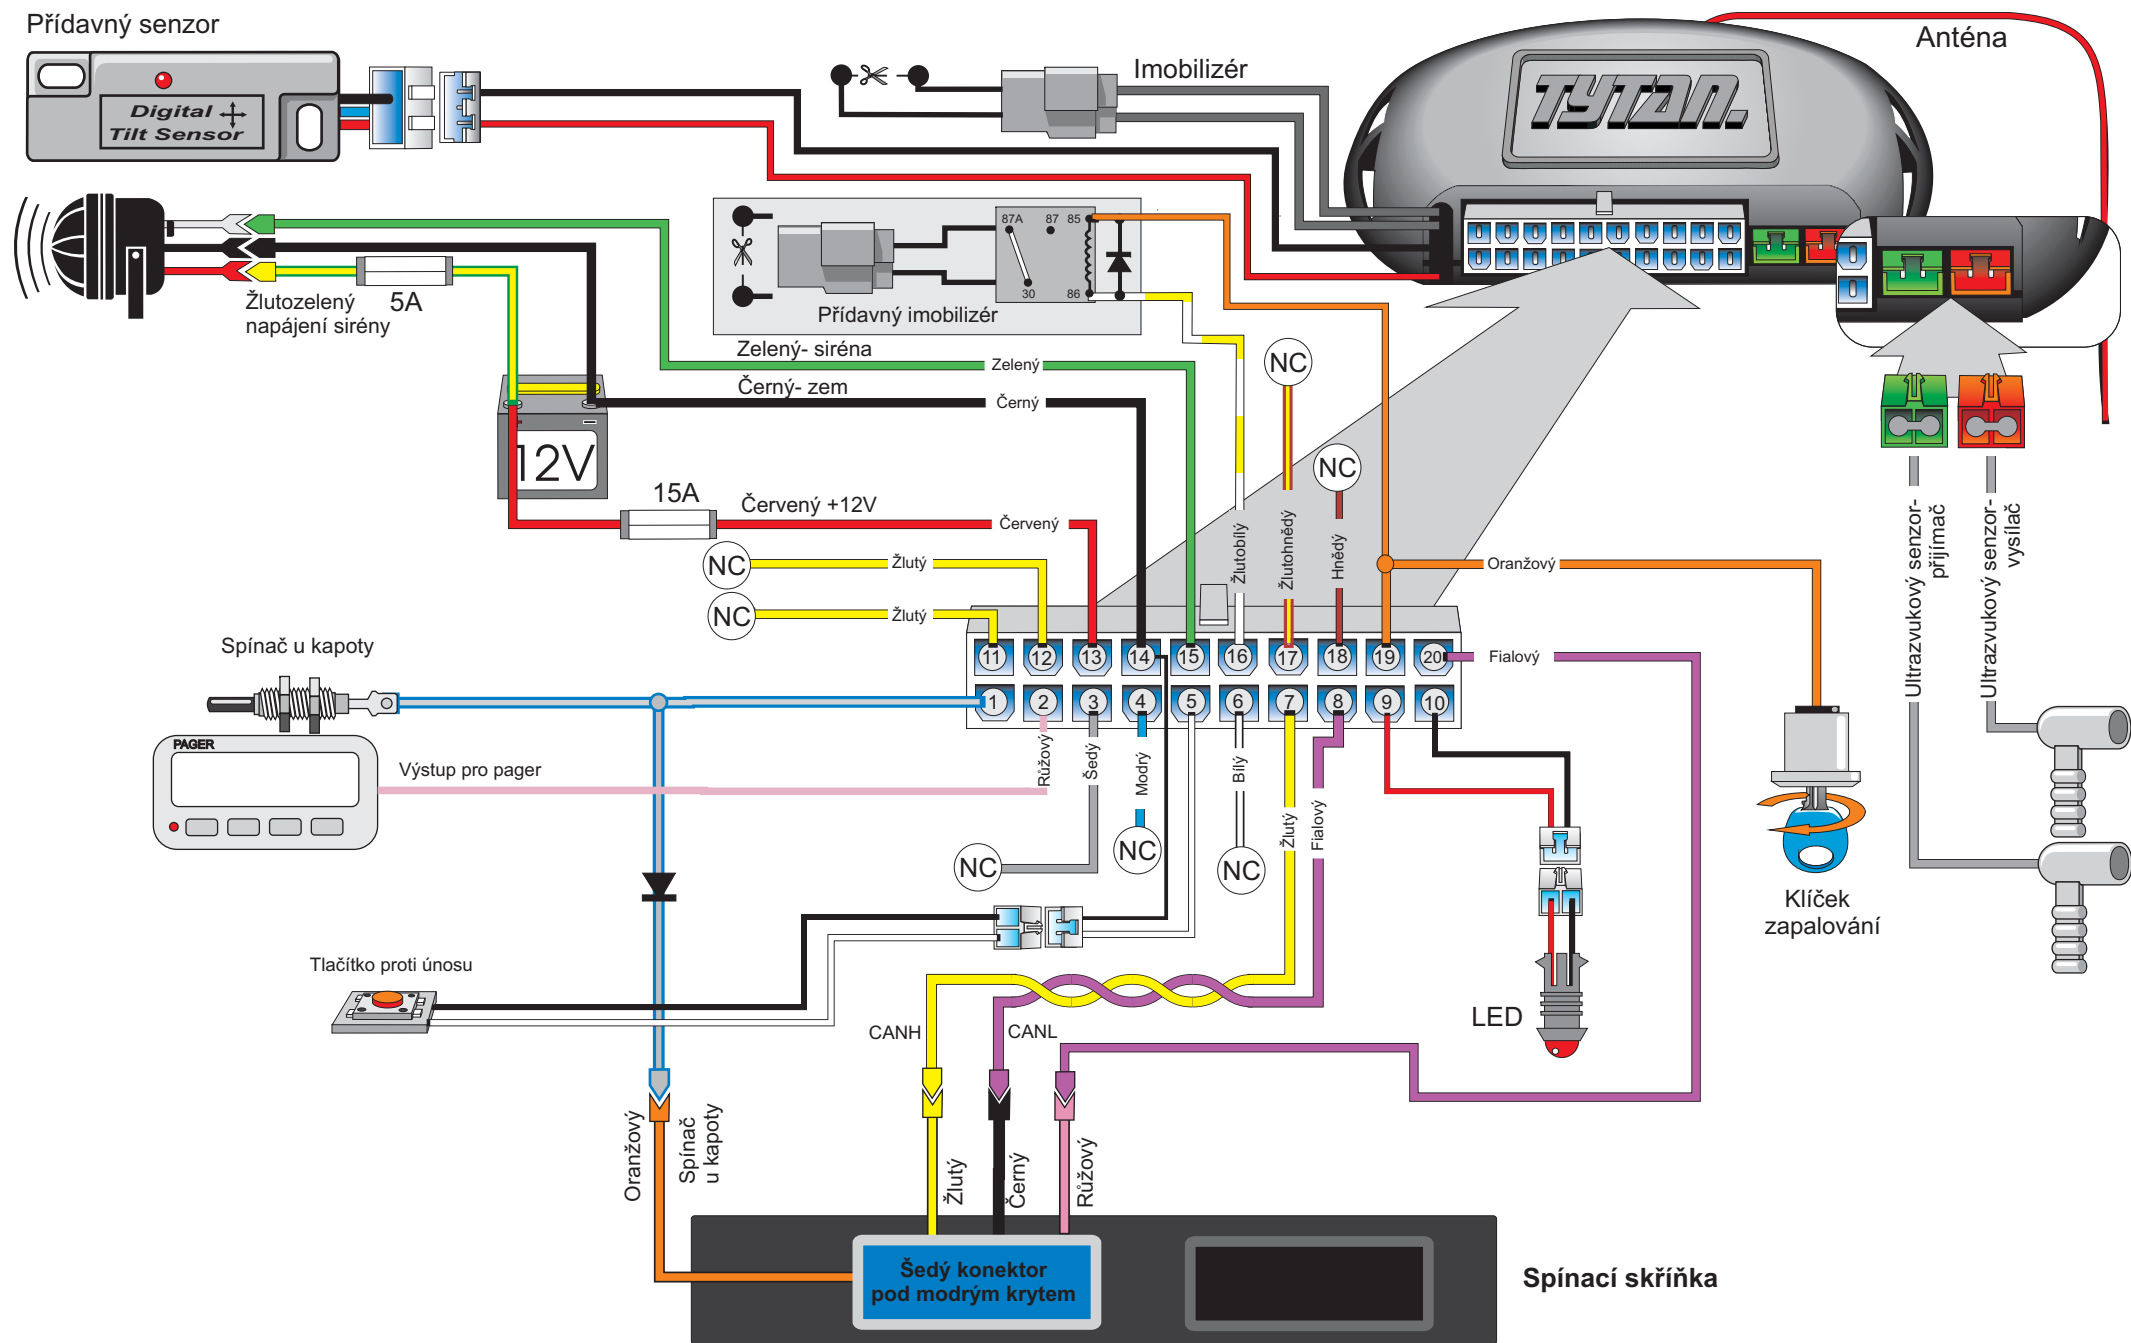 Přídavný senzor
Digital
Tilt Sensor
Imobilizér
TYTAN.
Anténa
87A
87
85
30
86
Přídavný imobilizér
Žlutozelený
napájení sirény
5A
Zelený- siréna
Zelený
Černý- zem
Černý
12V
15A
Červený +12V
Červený
NC
Žlutý
NC
Žlutý
Žlutobílý
NC
Žlutohnědý
NC
Hnědý
Oranžový
Ultrazvukový senzor-
přijímač
Ultrazvukový senzor-
vysílač
11
12
13
14
15
16
17
18
19
20
Fialový
1
2
3
4
5
6
7
8
9
10
Spínač u kapoty
PAGER
Výstup pro pager
Růžový
Šedý
Modrý
Bílý
Žlutý
Fialový
NC
NC
NC
Klíček
zapalování
Tlačítko proti únosu
LED
CANH
CANL
Oranžový
Spínač
u kapoty
Žlutý
Černý
Růžový
Šedý konektor
pod modrým krytem
Spínací skříňka